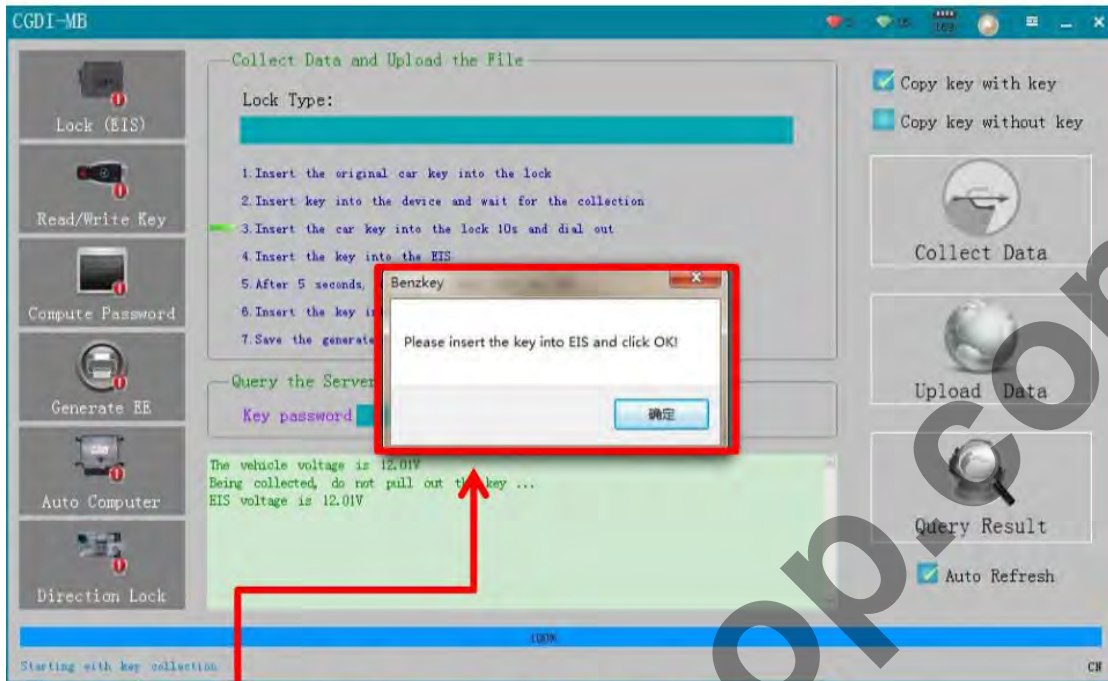 CGDI-MB
Lock (EIS)
Read/Write Key
Compute Password
Generate EE
Auto Computer
Direction Lock
Collect Data and Upload the File
Lock Type:
1.Insert the original car key into the lock
2.Insert key into the device and wait for the collection
3.Insert the car key into the lock 10s and dial out
4.Insert the key into the EIS
5.After 5 seconds,
6.Insert the key
7.Save the
Benzkey
Please insert the key into EIS and click OK!
确定
Query the Server
Key password
The vehicle voltage is 12.01V
Being collected, do not pull out the key ...
EIS voltage is 12.01V
Copy key with key
Copy key without key
Collect Data
Upload Data
Query Result
Auto Refresh
100%
Starting with key collection
CN
op.con